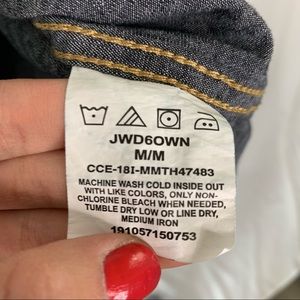 JWD6OWN
M/M
CCE-18I-MMTH47483
MACHINE WASH COLD INSIDE OUT
WITH LIKE COLORS, ONLY NON-
CHLORINE BLEACH WHEN NEEDED,
TUMBLE DRY LOW OR LINE DRY,
MEDIUM IRON
191057150753